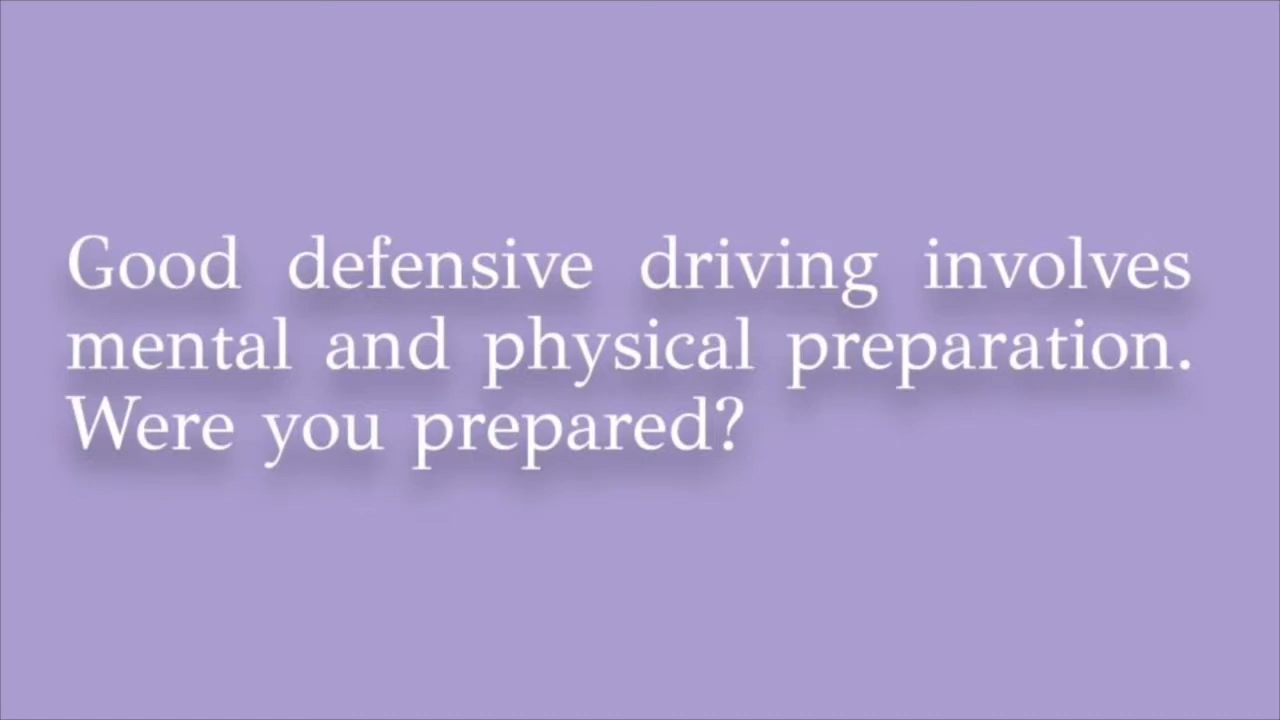 Good defensive driving involves
mental and physical preparation.
Were you prepared?